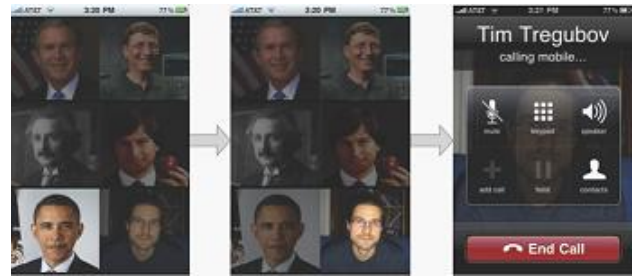 AT&T 3:20 PM 77%
AT&T 3:20 PM 77%
AT&T 3:21 PM 77%
Tim Tregubov
calling mobile...
mute keypad speaker
add call hold contacts
End Call